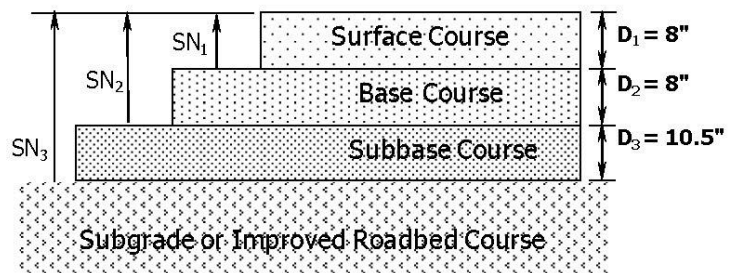 Surface Course
D₁ = 8"
SN₁
SN₂
Base Course
D₂ = 8"
SN₃
Subbase Course
D₃ = 10.5"
Subgrade or Improved Roadbed Course